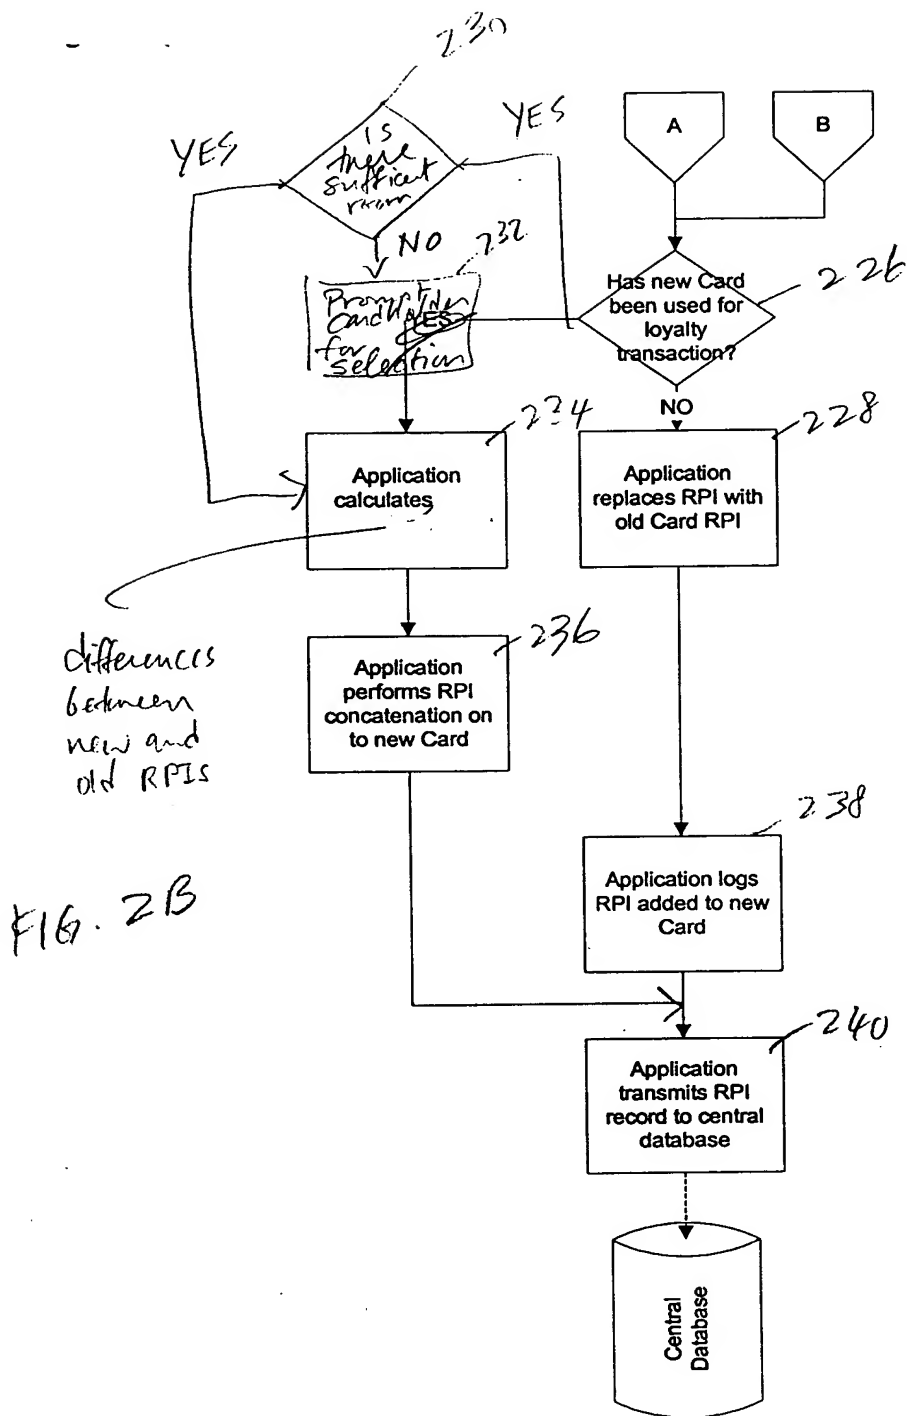 230
YES
YES
A
B
Is
there
sufficient
room
NO
232
226
Has new Card
been used for
loyalty
transaction?
Prompt
Cardholder
for
selection
YES
NO
234
228
Application
calculates
Application
replaces RPI with
old Card RPI
differences
between
new and
old RPIs
236
Application
performs RPI
concatenation on
to new Card
238
Application logs
RPI added to new
Card
FIG. 2B
240
Application
transmits RPI
record to central
database
Central
Database